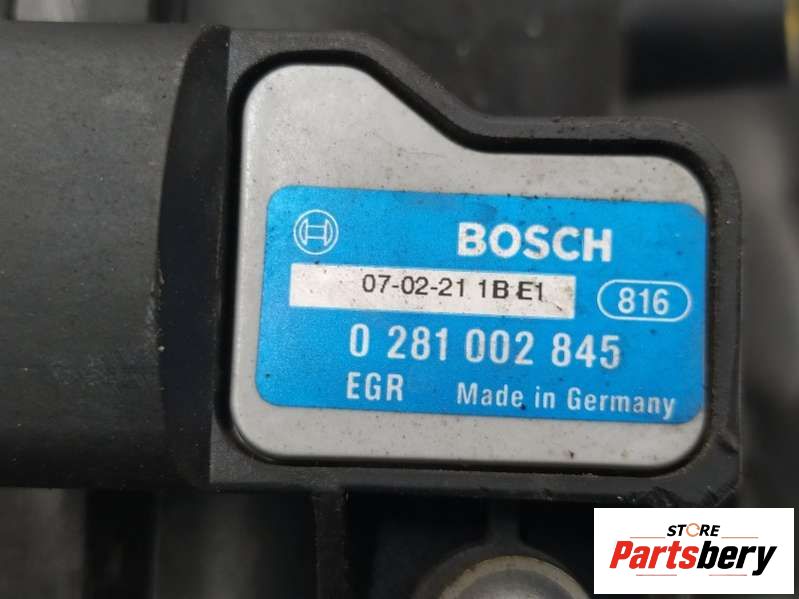 BOSCH
07-02-21 1B E1
816
0 281 002 845
EGR Made in Germany
STORE
Partsbery